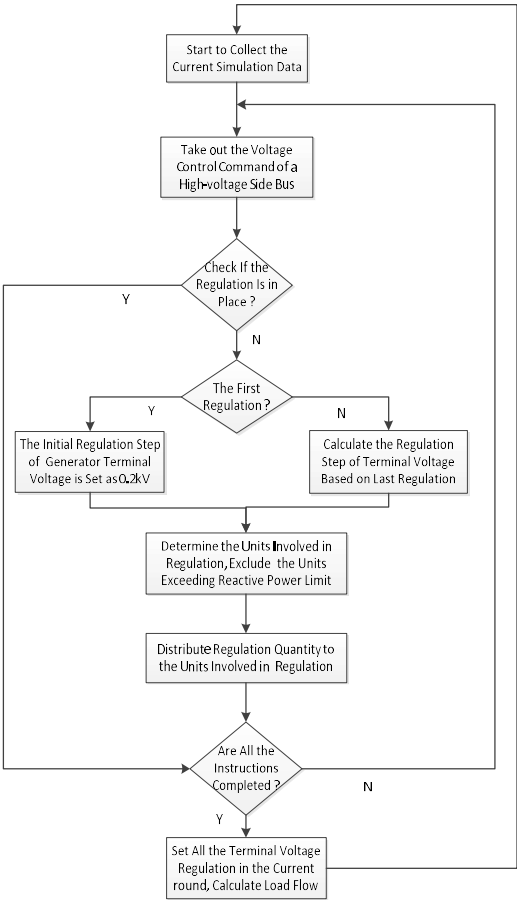 Start to Collect the
Current Simulation Data
Take out the Voltage
Control Command of a
High-voltage Side Bus
Check If the
Regulation Is in
Place ?
Y
N
The First
Regulation ?
Y
N
The Initial Regulation Step
of Generator Terminal
Voltage is Set as 0.2kV
Calculate the Regulation
Step of Terminal Voltage
Based on Last Regulation
Determine the Units Involved in
Regulation, Exclude the Units
Exceeding Reactive Power Limit
Distribute Regulation Quantity to
the Units Involved in Regulation
Are All the
Instructions
Completed ?
N
Y
Set All the Terminal Voltage
Regulation in the Current
round, Calculate Load Flow